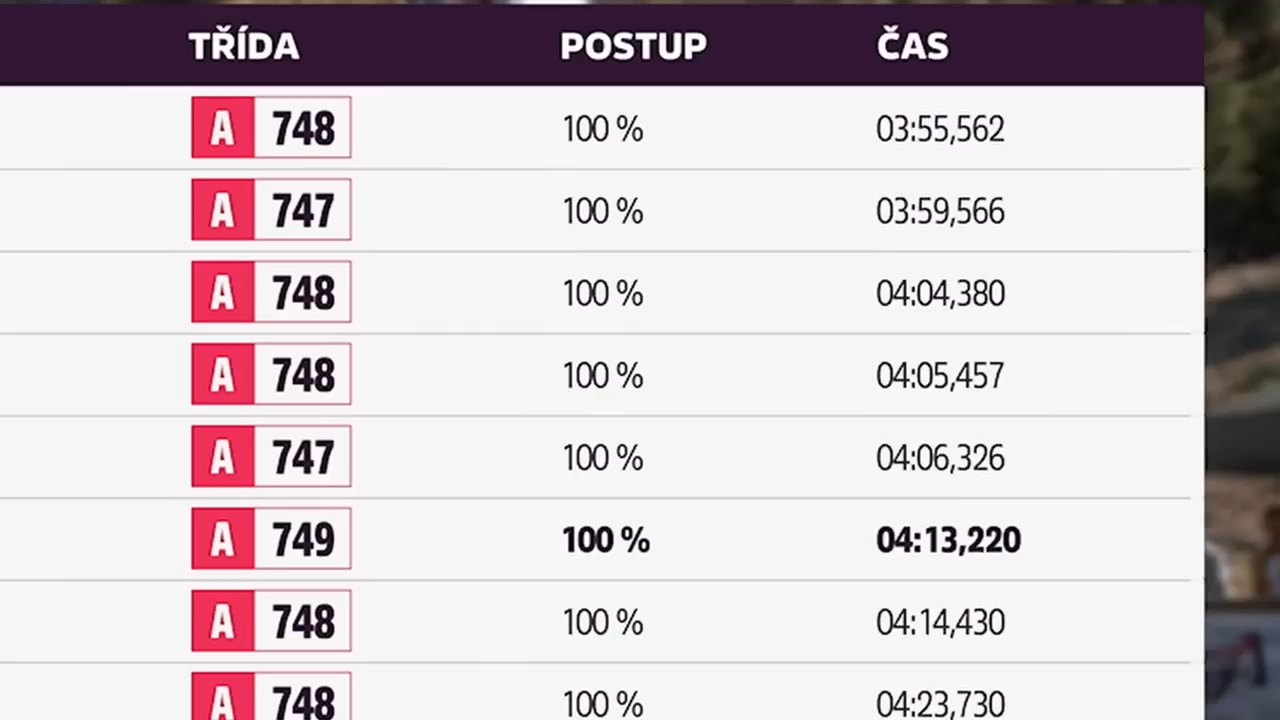 TŘÍDA POSTUP ČAS
A 748 100 % 03:55,562
A 747 100 % 03:59,566
A 748 100 % 04:04,380
A 748 100 % 04:05,457
A 747 100 % 04:06,326
A 749 100 % 04:13,220
A 748 100 % 04:14,430
A 748 100 % 04:23,730